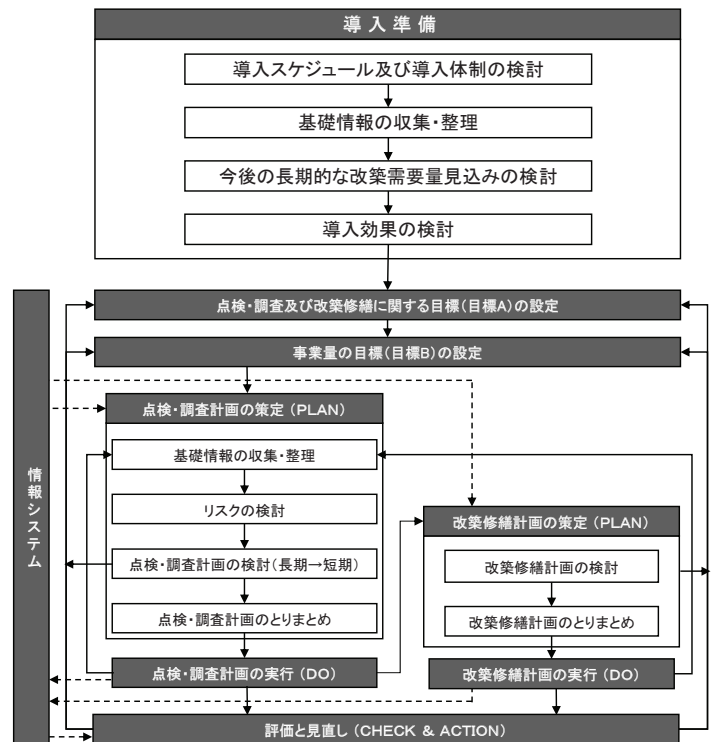 導入準備
導入スケジュール及び導入体制の検討
基礎情報の収集・整理
今後の長期的な改築需要量見込みの検討
導入効果の検討
点検・調査及び改築修繕に関する目標(目標A)の設定
事業量の目標(目標B)の設定
情報システム
点検・調査計画の策定(PLAN)
基礎情報の収集・整理
リスクの検討
点検・調査計画の検討(長期→短期)
点検・調査計画のとりまとめ
点検・調査計画の実行(DO)
改築修繕計画の策定(PLAN)
改築修繕計画の検討
改築修繕計画のとりまとめ
改築修繕計画の実行(DO)
評価と見直し(CHECK & ACTION)